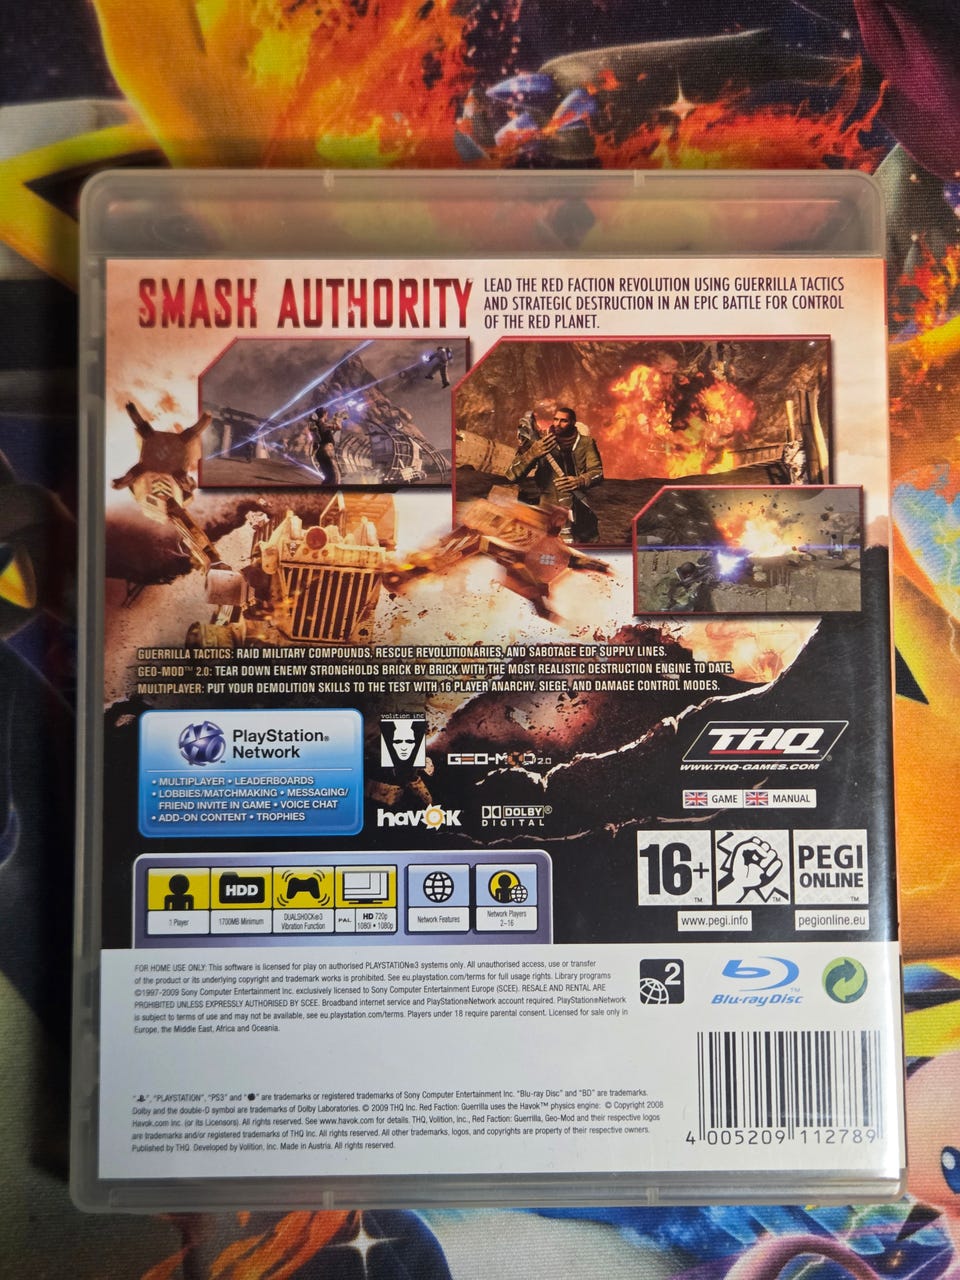 SMASH AUTHORITY
LEAD THE RED FACTION REVOLUTION USING GUERRILLA TACTICS
AND STRATEGIC DESTRUCTION IN AN EPIC BATTLE FOR CONTROL
OF THE RED PLANET.
GUERRILLA TACTICS: RAID MILITARY COMPOUNDS, RESCUE REVOLUTIONARIES, AND SABOTAGE EDF SUPPLY LINES.
GEO-MOD™ 2.0: TEAR DOWN ENEMY STRONGHOLDS BRICK BY BRICK WITH THE MOST REALISTIC DESTRUCTION ENGINE TO DATE.
MULTIPLAYER: PUT YOUR DEMOLITION SKILLS TO THE TEST WITH 16 PLAYER ANARCHY, SIEGE, AND DAMAGE CONTROL MODES.
PlayStation®
Network
• MULTIPLAYER • LEADERBOARDS
• LOBBIES/MATCHMAKING • MESSAGING/
FRIEND INVITE IN GAME • VOICE CHAT
• ADD-ON CONTENT • TROPHIES
volition inc
GEO-MOD 2.0
havok
DOLBY®
DIGITAL
THQ®
WWW.THQ-GAMES.COM
GAME MANUAL
16+™
™
PEGI
ONLINE
™
www.pegi.info
pegionline.eu
HDD
1 Player
1700MB Minimum
DUALSHOCK®3
Vibration Function
PAL
HD 720p
1080i • 1080p
Network Features
Network Players
2–16
FOR HOME USE ONLY: This software is licensed for play on authorised PLAYSTATION®3 systems only. All unauthorised access, use or transfer
of the product or its underlying copyright and trademark works is prohibited. See eu.playstation.com/terms for full usage rights. Library programs
©1997-2009 Sony Computer Entertainment Inc. exclusively licensed to Sony Computer Entertainment Europe (SCEE). RESALE AND RENTAL ARE
PROHIBITED UNLESS EXPRESSLY AUTHORISED BY SCEE. Broadband internet service and PlayStation®Network account required. PlayStation®Network
is subject to terms of use and may not be available, see eu.playstation.com/terms. Players under 18 require parental consent. Licensed for sale only in
Europe, the Middle East, Africa and Oceania.
2
Blu-ray Disc™
", "PLAYSTATION", "PS3" and "" are trademarks or registered trademarks of Sony Computer Entertainment Inc. "Blu-ray Disc" and "BD" are trademarks.
Dolby and the double-D symbol are trademarks of Dolby Laboratories. © 2009 THQ Inc. Red Faction: Guerrilla uses the Havok™ physics engine: © Copyright 2008
Havok.com Inc. (or its Licensors). All rights reserved. See www.havok.com for details. THQ, Volition, Inc., Red Faction: Guerrilla, Geo-Mod and their respective logos
are trademarks and/or registered trademarks of THQ Inc. All rights reserved. All other trademarks, logos, and copyrights are property of their respective owners.
Published by THQ. Developed by Volition, Inc. Made in Austria. All rights reserved.
4 005209 112789